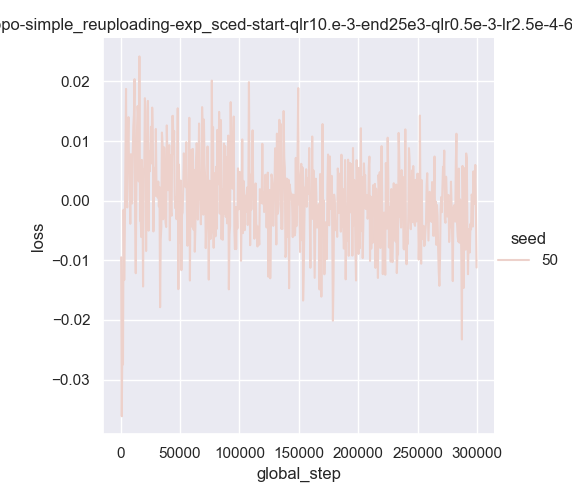 ppo-simple_reuploading-exp_sced-start-qlr10.e-3-end25e3-qlr0.5e-3-lr2.5e-4-6
0.02
0.01
0.00
−0.01
−0.02
−0.03
loss
0 50000 100000 150000 200000 250000 300000
global_step
seed
50